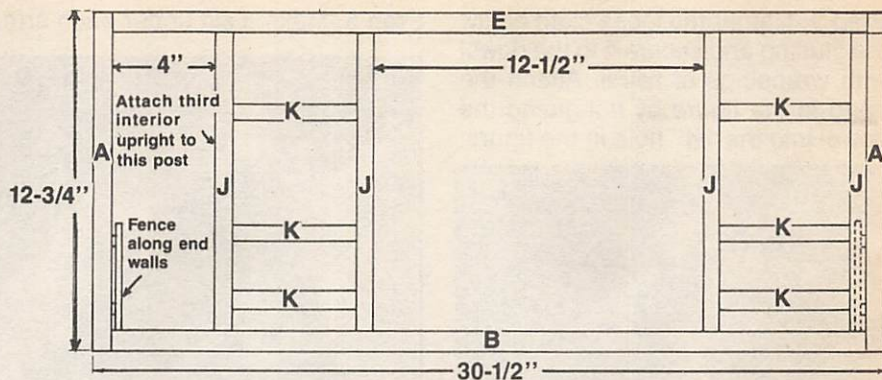 E
4"
12-1/2"
Attach third
interior
upright to
this post
K
K
A
A
J
J
J
J
12-3/4"
Fence
along end
walls
K
K
K
K
B
30-1/2"